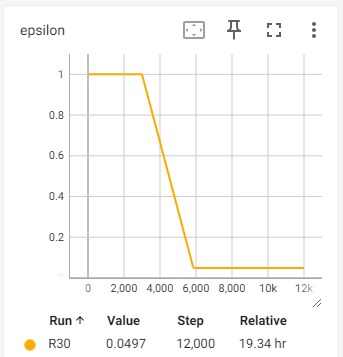 epsilon
1
0.8
0.6
0.4
0.2
0 2,000 4,000 6,000 8,000 10k 12k
Run ↑ Value Step Relative
R30 0.0497 12,000 19.34 hr